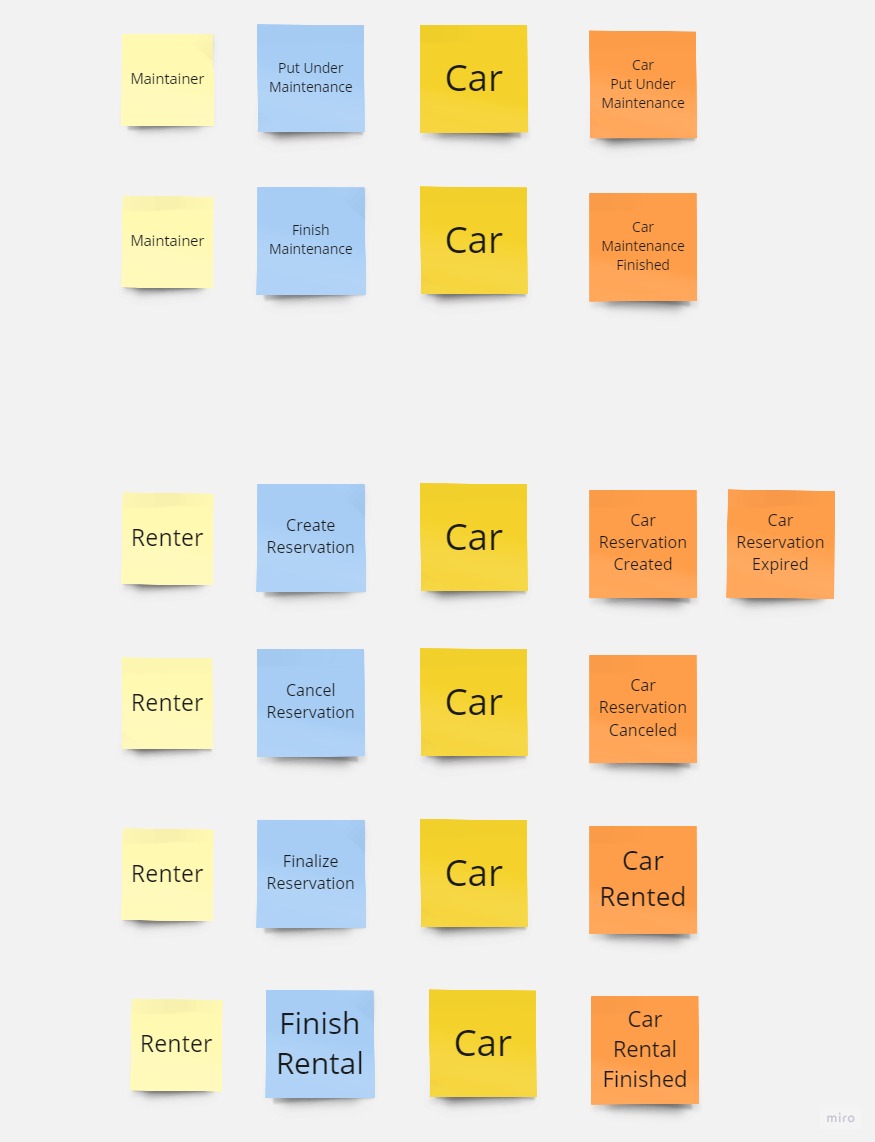 Maintainer
Put Under
Maintenance
Car
Car
Put Under
Maintenance
Maintainer
Finish
Maintenance
Car
Car
Maintenance
Finished
Renter
Create
Reservation
Car
Car
Reservation
Created
Car
Reservation
Expired
Renter
Cancel
Reservation
Car
Car
Reservation
Canceled
Renter
Finalize
Reservation
Car
Car
Rented
Renter
Finish
Rental
Car
Car
Rental
Finished
miro